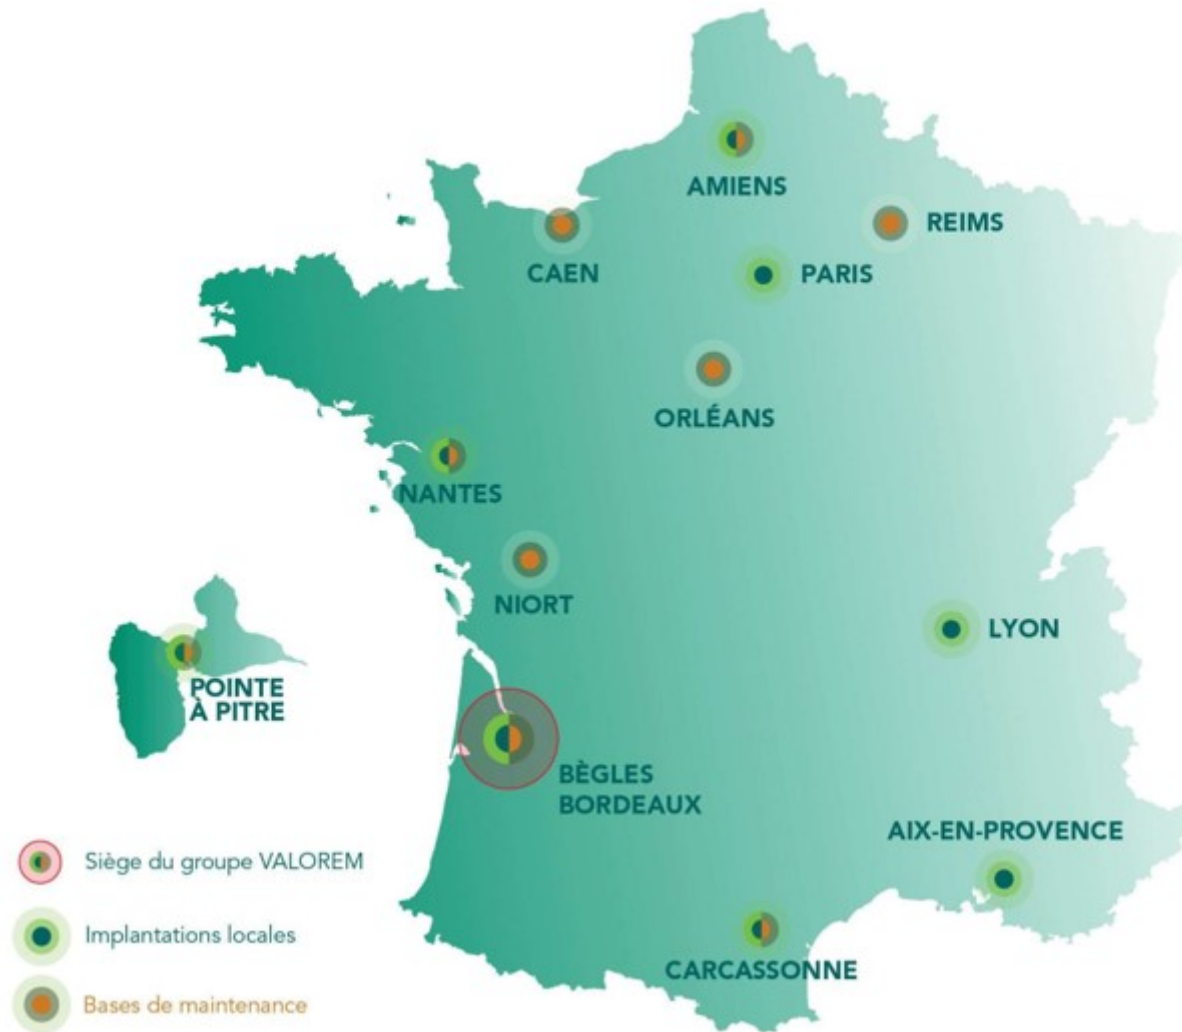 AMIENS
REIMS
CAEN
PARIS
ORLÉANS
NANTES
NIORT
LYON
POINTE
À PITRE
BÈGLES
BORDEAUX
AIX-EN-PROVENCE
Siège du groupe VALOREM
Implantations locales
CARCASSONNE
Bases de maintenance